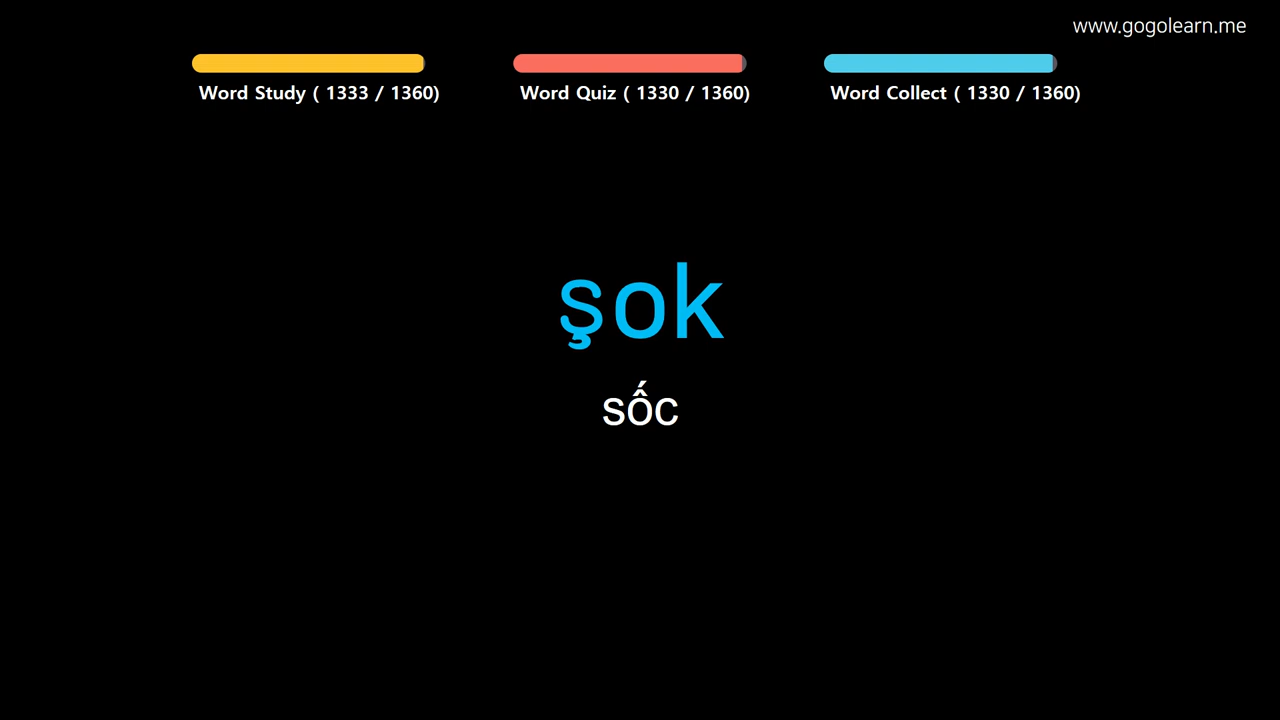 www.gogolearn.me
Word Study ( 1333 / 1360)
Word Quiz ( 1330 / 1360)
Word Collect ( 1330 / 1360)
şok
sốc